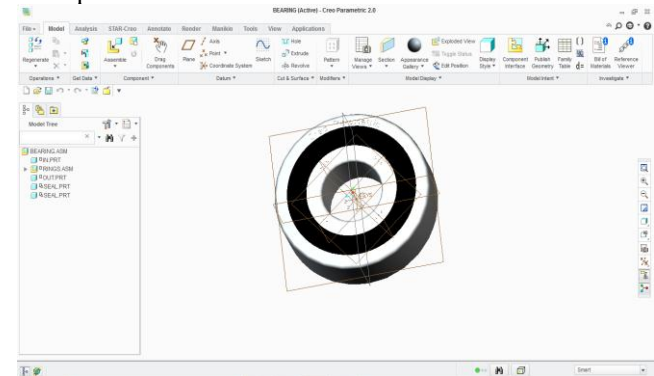 BEARING (Active) - Creo Parametric 2.0
File Model Analysis STAR-Creo Annotate Render Manikin Tools View Applications
Regenerate
Assemble
Drag Components
Plane
Axis
Point
Coordinate System
Sketch
Hole
Extrude
Revolve
Pattern
Manage Views
Section
Appearance Gallery
Exploded View
Toggle Status
Edit Position
Display Style
Component Interface
Publish Geometry
Family Table
d=
Bill of Materials
Reference Viewer
Operations Get Data Component Datum Cut & Surface Modifiers Model Display Model Intent Investigate
Model Tree
BEARING.ASM
IN.PRT
RINGS.ASM
OUT.PRT
SEAL.PRT
SEAL.PRT
Smart